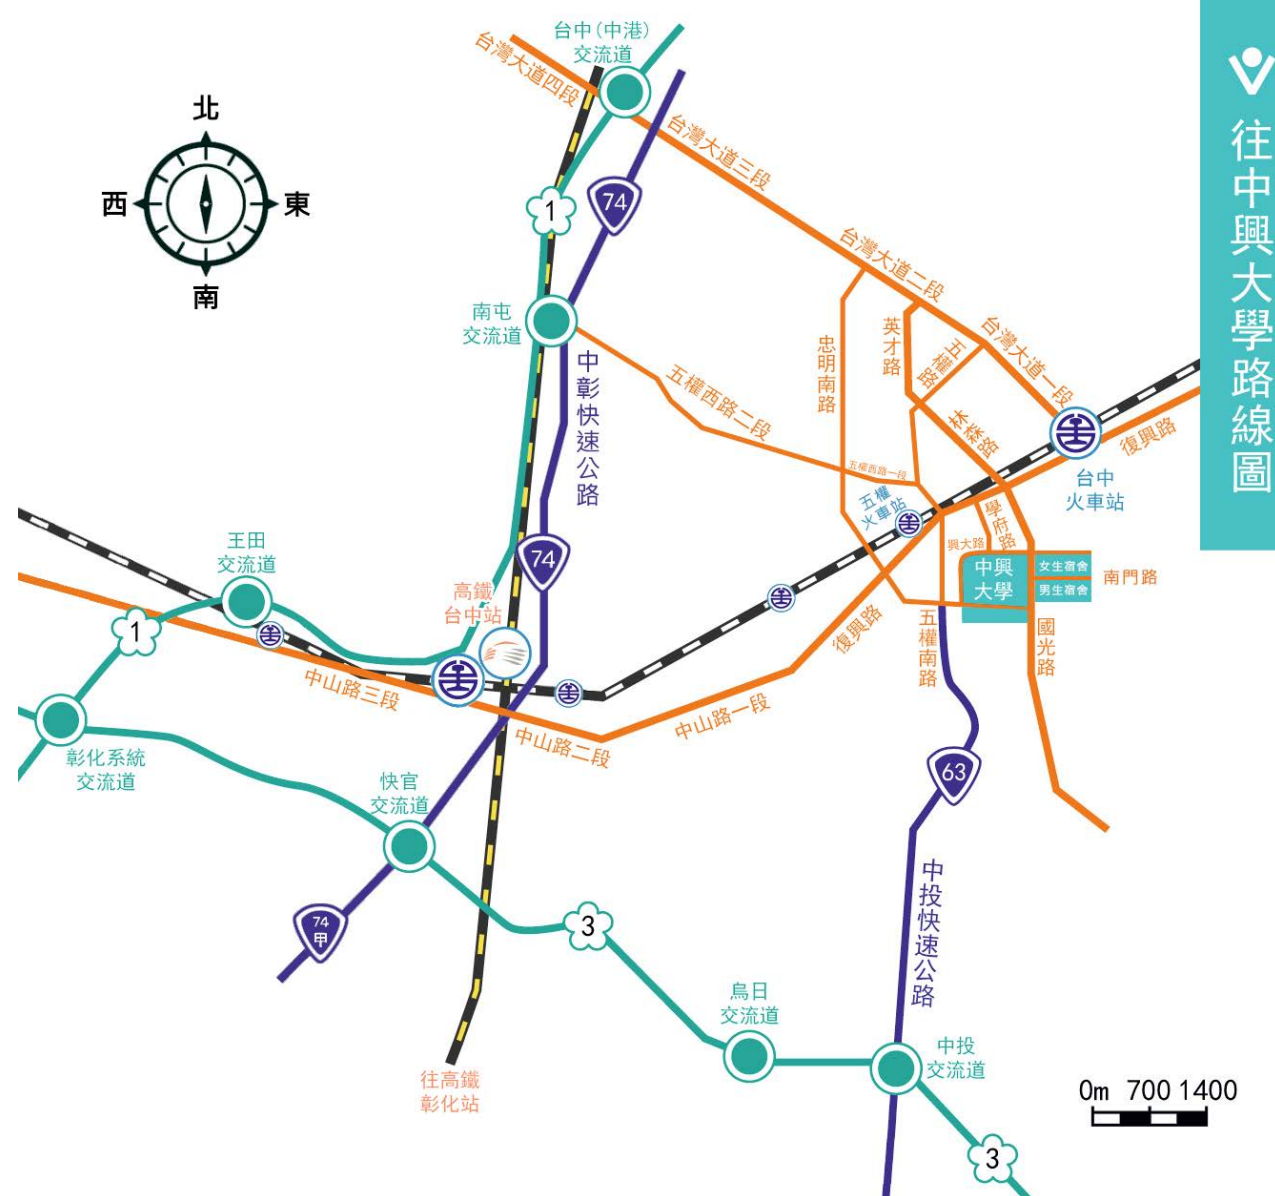 往中興大學路線圖
北
西
東
南
台中(中港)
交流道
台灣大道四段
台灣大道三段
台灣大道二段
台灣大道一段
1
74
南屯
交流道
中彰快速公路
五權西路二段
五權西路一段
忠明南路
英才路
五權路
林森路
復興路
台中
火車站
五權
火車站
學府路
興大路
中興
大學
女生宿舍
男生宿舍
南門路
國光路
五權南路
復興路
74
高鐵
台中站
王田
交流道
1
中山路三段
中山路二段
中山路一段
彰化系統
交流道
快官
交流道
74
甲
3
63
中投快速公路
烏日
交流道
中投
交流道
3
往高鐵
彰化站
0m 700 1400